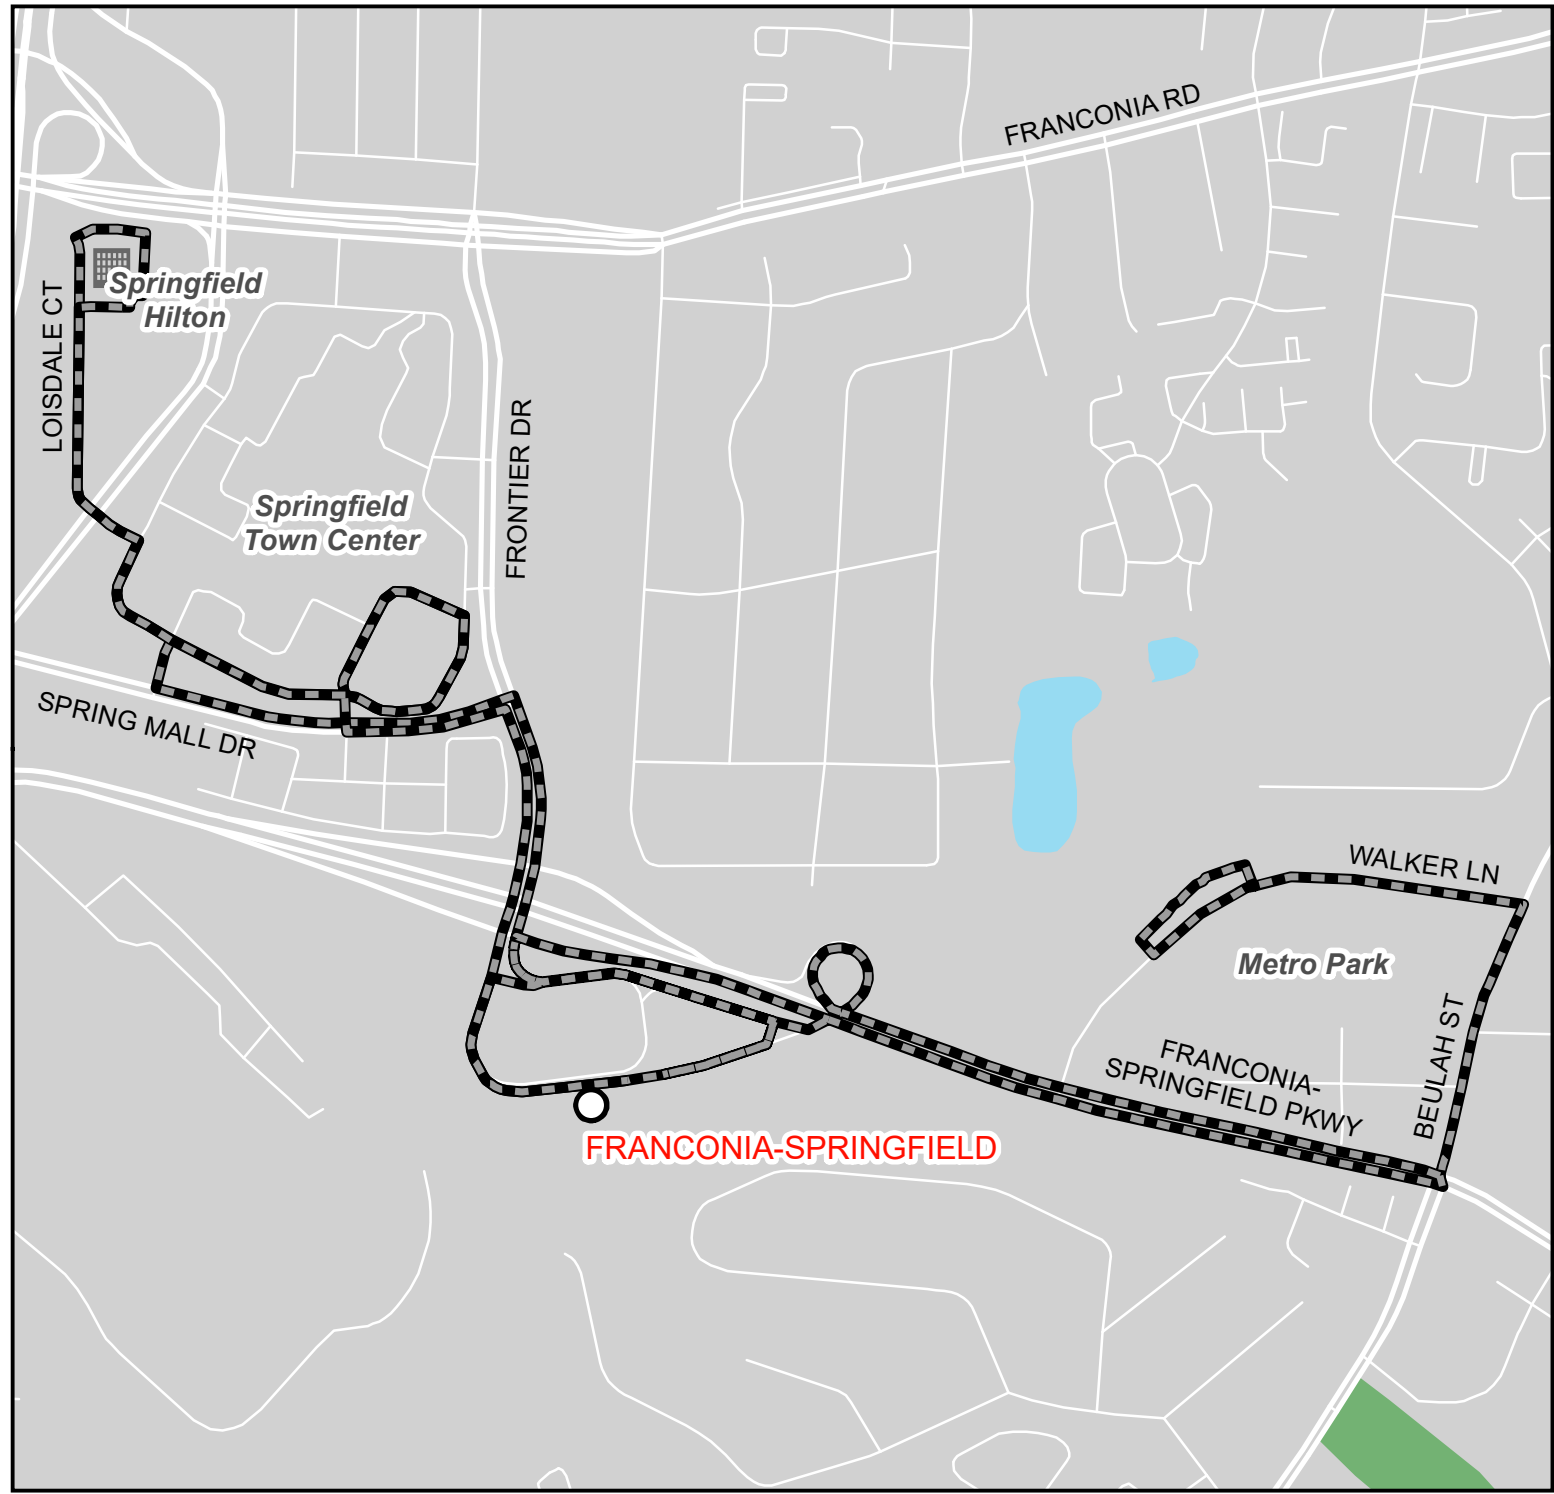 FRANCONIA RD
Springfield
Hilton
LOISDALE CT
FRONTIER DR
Springfield
Town Center
SPRING MALL DR
WALKER LN
Metro Park
BEULAH ST
FRANCONIA-
SPRINGFIELD PKWY
FRANCONIA-SPRINGFIELD